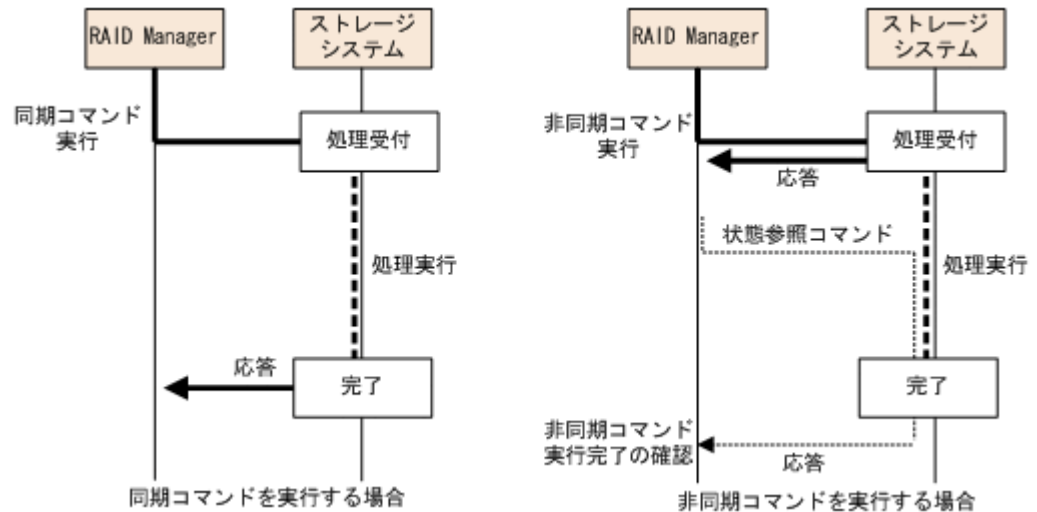 RAID Manager
ストレージ
システム
同期コマンド
実行
処理受付
処理実行
応答
完了
同期コマンドを実行する場合
RAID Manager
ストレージ
システム
非同期コマンド
実行
処理受付
応答
状態参照コマンド
処理実行
完了
非同期コマンド
実行完了の確認
応答
非同期コマンドを実行する場合